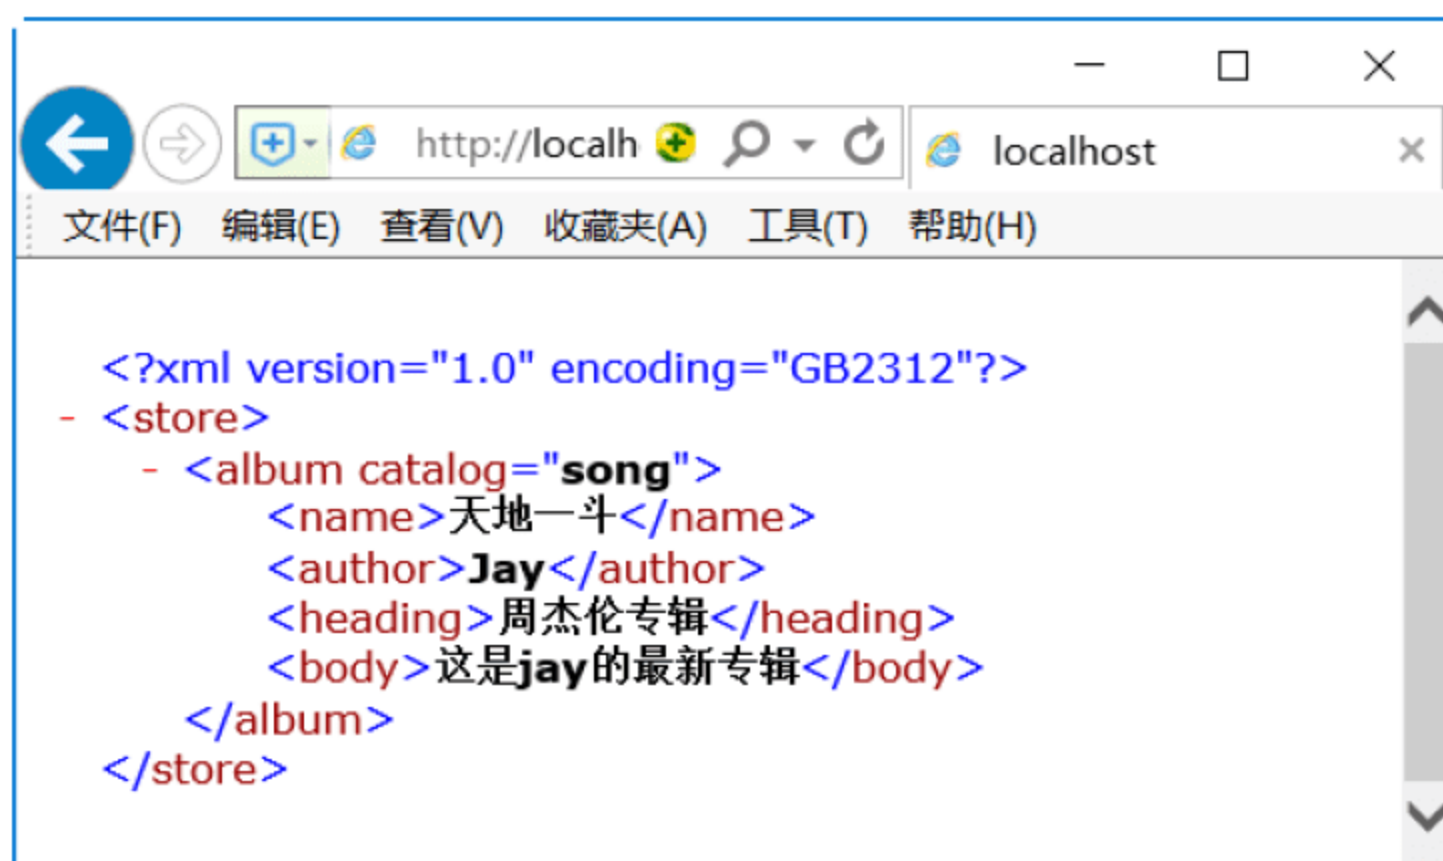 http://localh
localhost
文件(F) 编辑(E) 查看(V) 收藏夹(A) 工具(T) 帮助(H)
<?xml version="1.0" encoding="GB2312"?>
- <store>
- <album catalog="song">
<name>天地一斗</name>
<author>Jay</author>
<heading>周杰伦专辑</heading>
<body>这是jay的最新专辑</body>
</album>
</store>